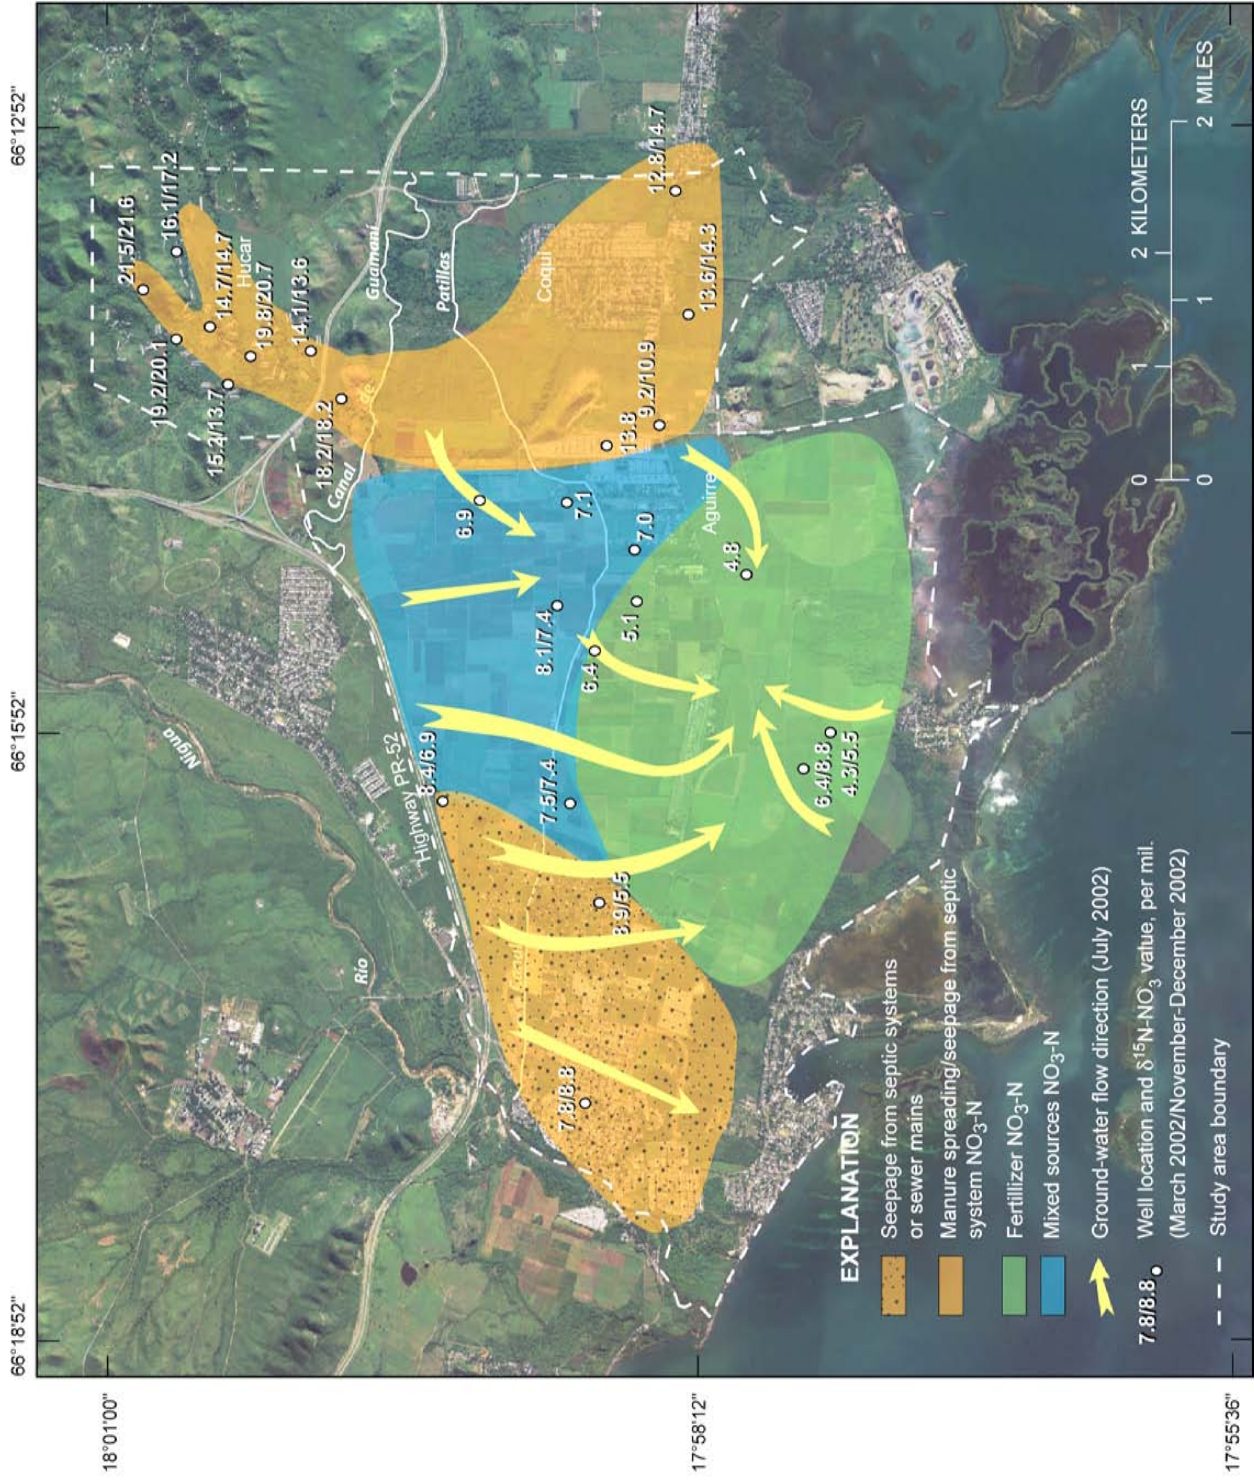 66°18'52"
66°15'52"
66°12'52"
18°01'00"
17°58'12"
17°55'36"
21.5/21.6
16.1/17.2
19.2/20.1
14.7/14.7
Hucar
19.8/20.7
15.2/13.7
14.1/13.6
18.2/18.2
de
Canal
Guamaní
Patillas
Coqui
12.8/14.7
13.6/14.3
9.2/10.9
13.8
Nigua
Río
Highway PR-52
6.9
7.1
7.0
Aguirre
4.8
8.1/7.4
5.1
6.4
8.4/6.9
7.5/7.4
6.4/8.8
4.3/5.5
8.9/5.5
Canal
7.8/8.8
EXPLANATION
Seepage from septic systems
or sewer mains
Manure spreading/seepage from septic
system NO3-N
Fertillizer NO3-N
Mixed sources NO3-N
Ground-water flow direction (July 2002)
7.8/8.8
Well location and δ15N-NO3 value, per mil.
(March 2002/November-December 2002)
Study area boundary
0 1 2 KILOMETERS
0 1 2 MILES